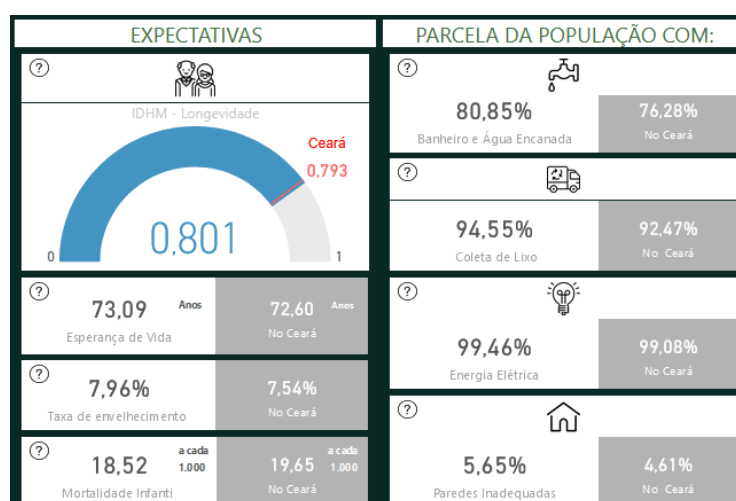 EXPECTATIVAS
?
IDHM - Longevidade
Ceará
0,793
0,801
0
1
?
73,09 Anos
Esperança de Vida
72,60 Anos
No Ceará
?
7,96%
Taxa de envelhecimento
7,54%
No Ceará
?
18,52 a cada 1.000
Mortalidade Infanti
19,65 a cada 1.000
No Ceará
PARCELA DA POPULAÇÃO COM:
?
80,85%
Banheiro e Água Encanada
76,28%
No Ceará
?
94,55%
Coleta de Lixo
92,47%
No Ceará
?
99,46%
Energia Elétrica
99,08%
No Ceará
?
5,65%
Paredes Inadequadas
4,61%
No Ceará